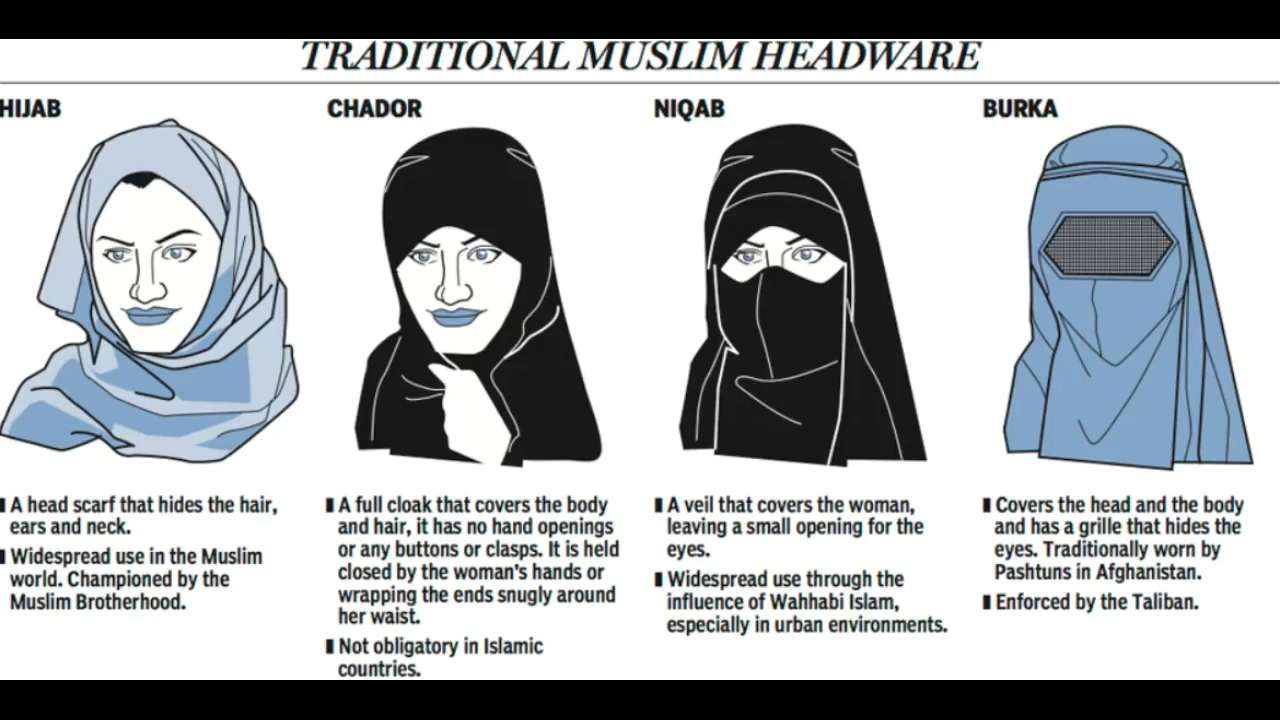 TRADITIONAL MUSLIM HEADWARE
HIJAB
A head scarf that hides the hair,
ears and neck.
Widespread use in the Muslim
world. Championed by the
Muslim Brotherhood.
CHADOR
A full cloak that covers the body
and hair, it has no hand openings
or any buttons or clasps. It is held
closed by the woman's hands or
wrapping the ends snugly around
her waist.
Not obligatory in Islamic
countries.
NIQAB
A veil that covers the woman,
leaving a small opening for the
eyes.
Widespread use through the
influence of Wahhabi Islam,
especially in urban environments.
BURKA
Covers the head and the body
and has a grille that hides the
eyes. Traditionally worn by
Pashtuns in Afghanistan.
Enforced by the Taliban.